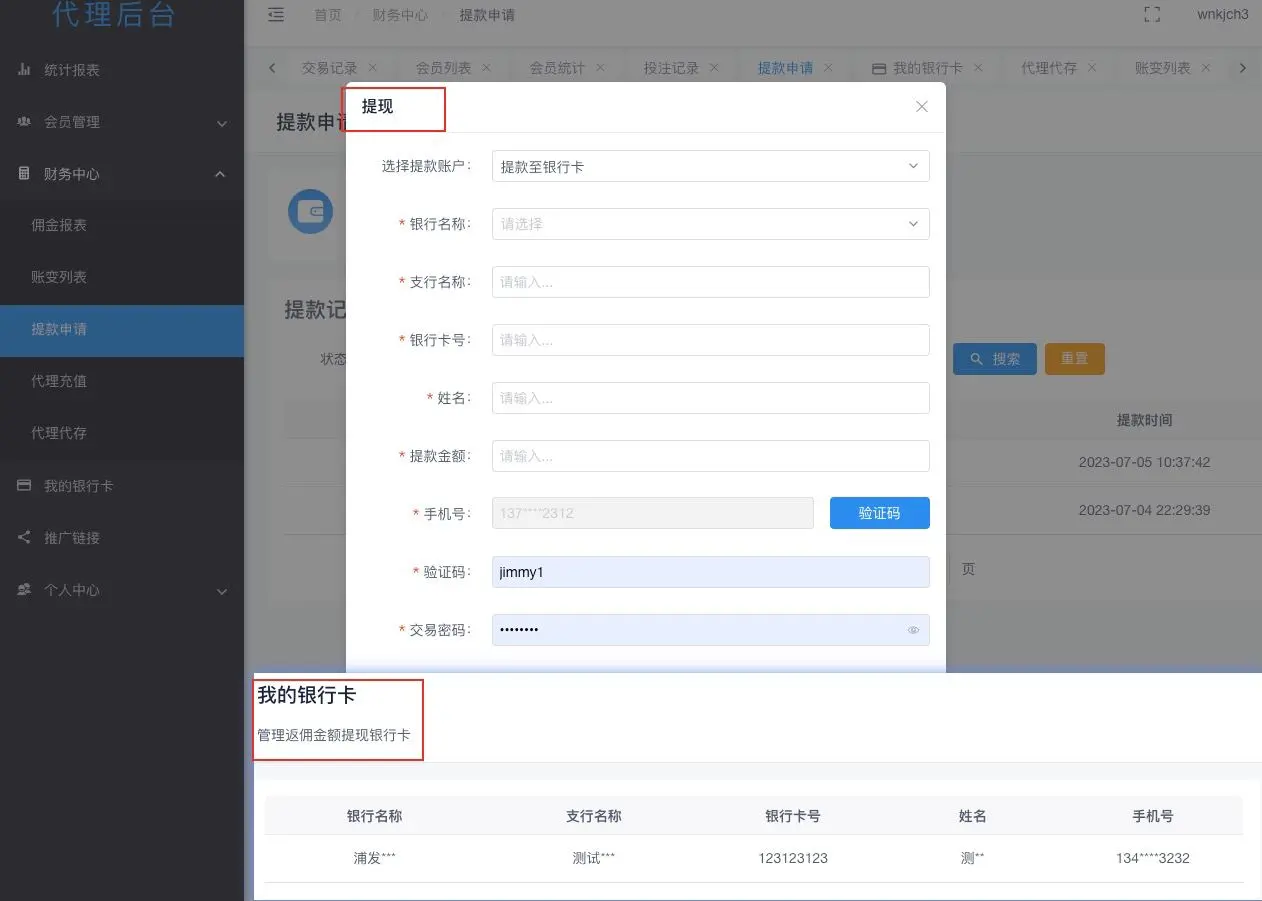 代理后台
首页 财务中心 提款申请 wnkjch3
统计报表
会员管理
财务中心
佣金报表
账变列表
提款申请
代理充值
代理代存
我的银行卡
推广链接
个人中心
交易记录 × 会员列表 × 会员统计 × 投注记录 × 提款申请 × 我的银行卡 × 代理代存 × 账变列表 ×
提款申请
提现
选择提款账户： 提款至银行卡
* 银行名称： 请选择
* 支行名称： 请输入...
* 银行卡号： 请输入...
* 姓名： 请输入...
* 提款金额： 请输入...
* 手机号： 137****2312 验证码
* 验证码： jimmy1
* 交易密码： ••••••••
提款记
状态
搜索 重置
提款时间
2023-07-05 10:37:42
2023-07-04 22:29:39
页
我的银行卡
管理返佣金额提现银行卡
银行名称 支行名称 银行卡号 姓名 手机号
浦发*** 测试*** 123123123 测** 134****3232